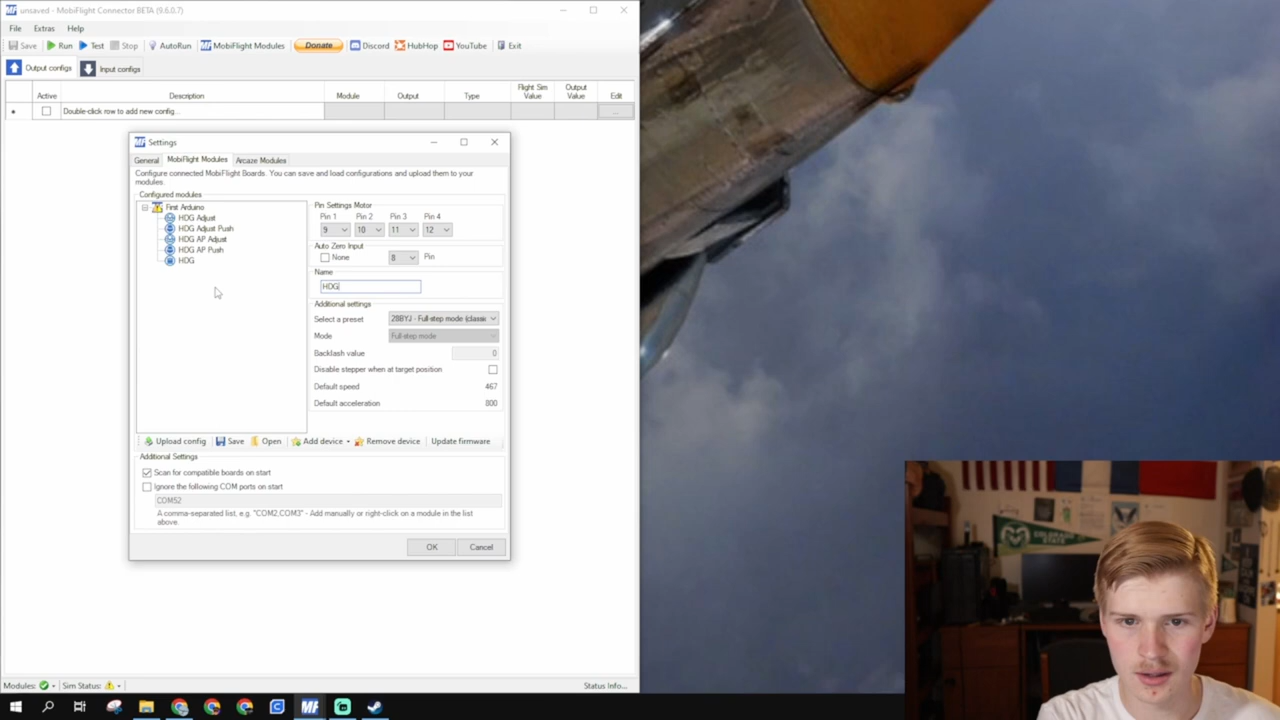 unsaved - MobiFlight Connector BETA (9.6.0.7)
File Extras Help
Save Run Test Stop AutoRun MobiFlight Modules Donate Discord HubHop YouTube Exit
Output configs Input configs
Active Description Module Output Type Flight Sim Value Output Value Edit
Double-click row to add new config... ...
MF Settings
General MobiFlight Modules Arcaze Modules
Configure connected MobiFlight Boards. You can save and load configurations and upload them to your
modules.
Configured modules
First Arduino
HDG Adjust
HDG Adjust Push
HDG AP Adjust
HDG AP Push
HDG
Pin Settings Motor
Pin 1 Pin 2 Pin 3 Pin 4
9 10 11 12
Auto Zero Input
None 8 Pin
Name
HDG
Additional settings
Select a preset 28BYJ - Full-step mode (classic
Mode Full-step mode
Backlash value 0
Disable stepper when at target position
Default speed 467
Default acceleration 800
Upload config Save Open Add device Remove device Update firmware
Additional Settings
Scan for compatible boards on start
Ignore the following COM ports on start
COM52
A comma-separated list, e.g. "COM2,COM3" - Add manually or right-click on a module in the list
above.
OK Cancel
COLORADO
STATE
Modules: Sim Status: Status Info...
MF